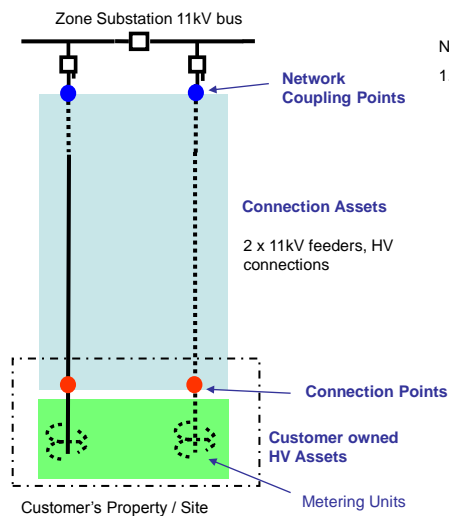 Zone Substation 11kV bus
N
1.
Network
Coupling Points
Connection Assets
2 x 11kV feeders, HV
connections
Connection Points
Customer owned
HV Assets
Metering Units
Customer's Property / Site